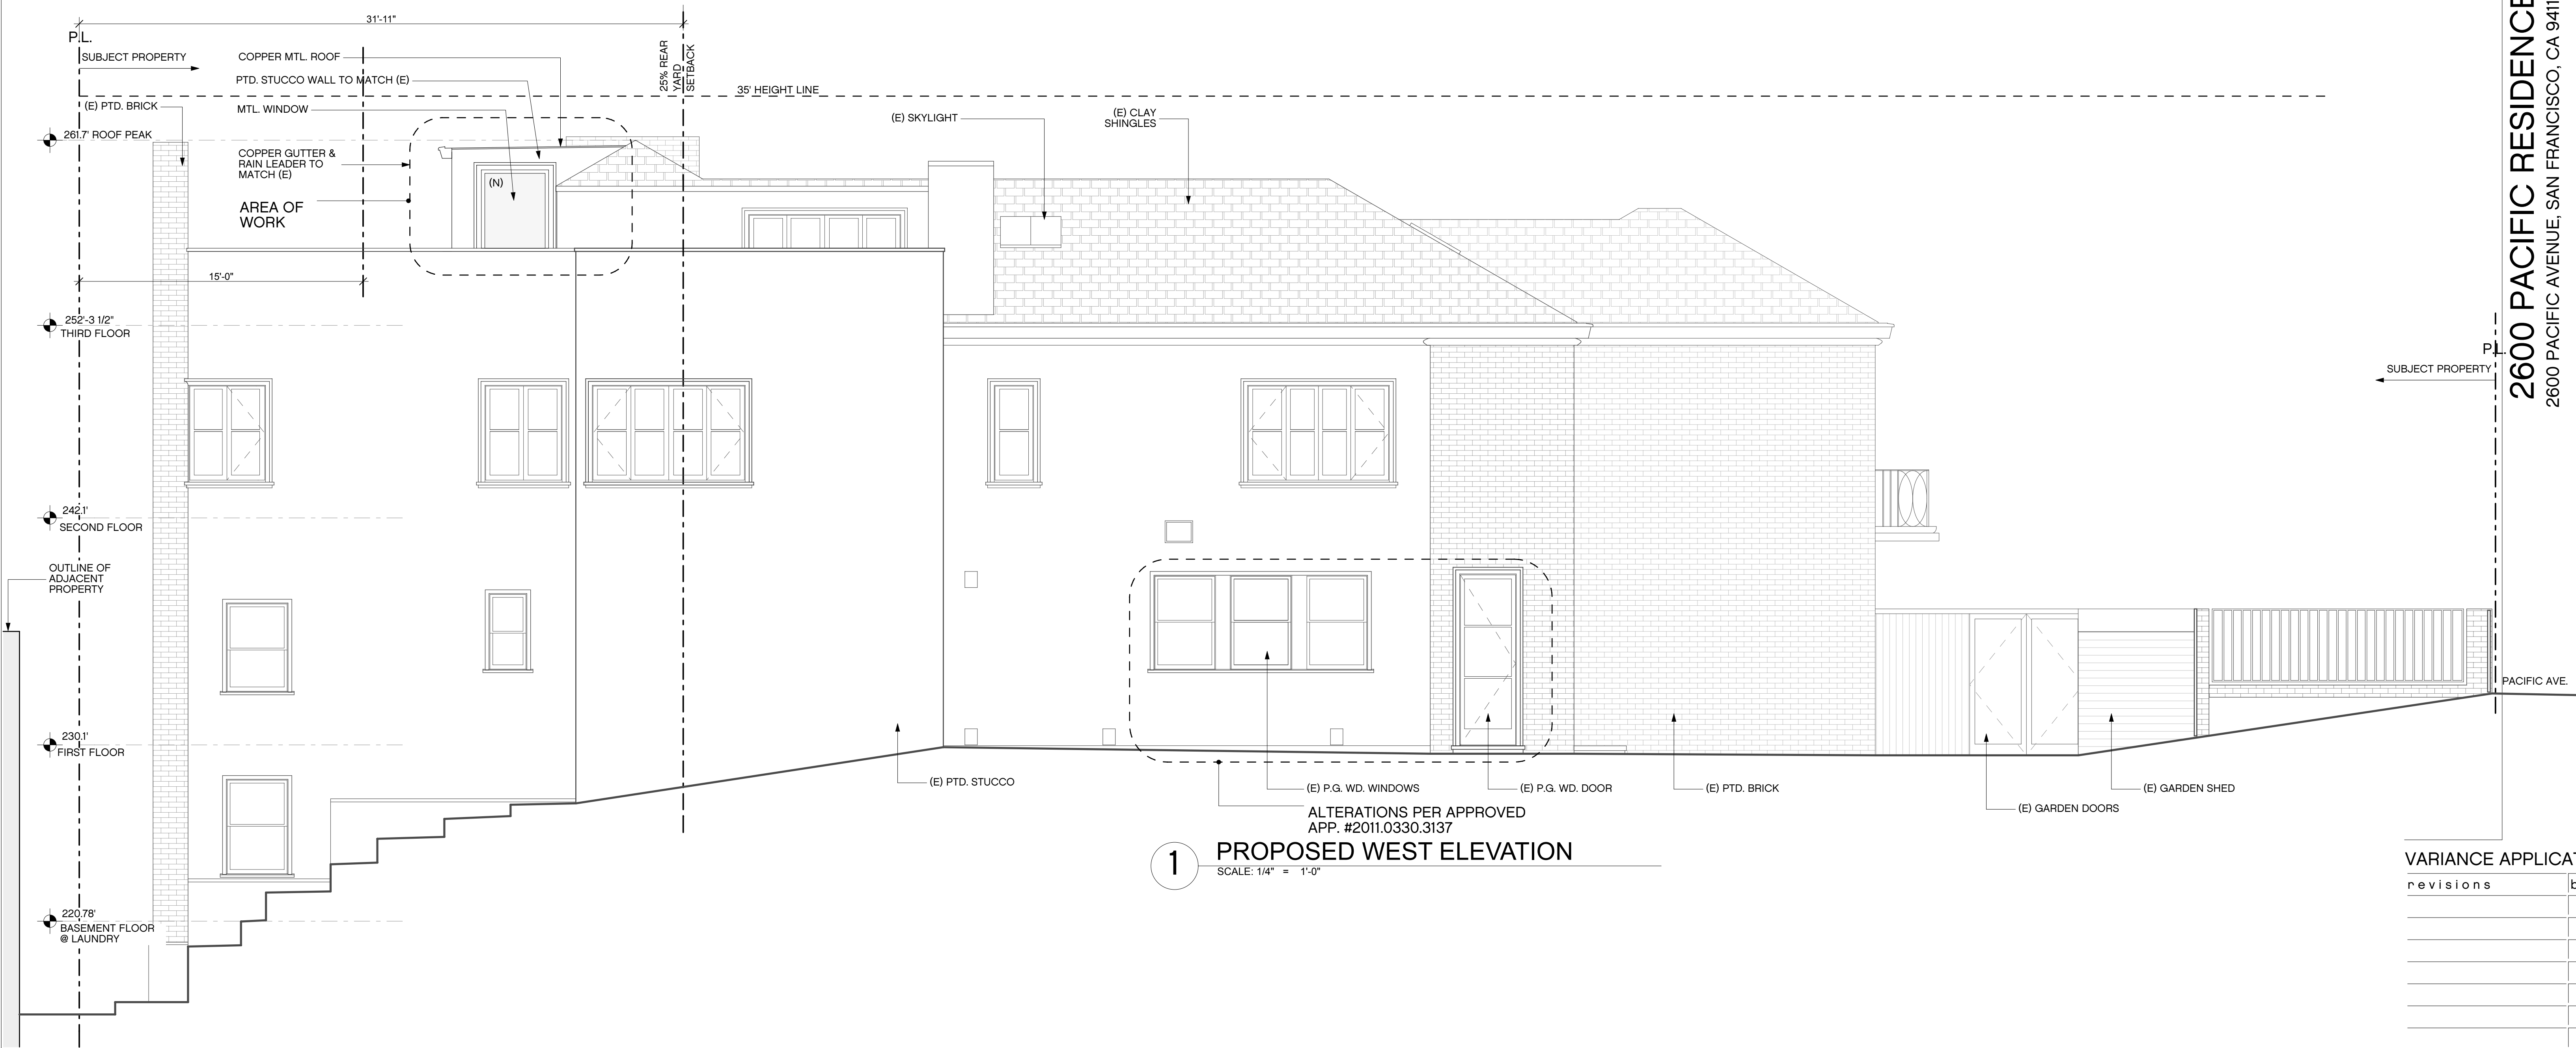 31'-11"
P.L.
SUBJECT PROPERTY
COPPER MTL. ROOF
PTD. STUCCO WALL TO MATCH (E)
(E) PTD. BRICK
MTL. WINDOW
261.7' ROOF PEAK
COPPER GUTTER &
RAIN LEADER TO
MATCH (E)
(N)
AREA OF
WORK
25% REAR
YARD
SETBACK
35' HEIGHT LINE
(E) SKYLIGHT
(E) CLAY
SHINGLES
15'-0"
252'-3 1/2"
THIRD FLOOR
242.1'
SECOND FLOOR
OUTLINE OF
ADJACENT
PROPERTY
230.1'
FIRST FLOOR
220.78'
BASEMENT FLOOR
@ LAUNDRY
(E) PTD. STUCCO
(E) P.G. WD. WINDOWS
(E) P.G. WD. DOOR
(E) PTD. BRICK
(E) GARDEN DOORS
(E) GARDEN SHED
ALTERATIONS PER APPROVED
APP. #2011.0330.3137
1
PROPOSED WEST ELEVATION
SCALE: 1/4" = 1'-0"
P.L.
SUBJECT PROPERTY
PACIFIC AVE.
2600 PACIFIC RESIDENCE
2600 PACIFIC AVENUE, SAN FRANCISCO, CA 9411
VARIANCE APPLICAT
revisions
b